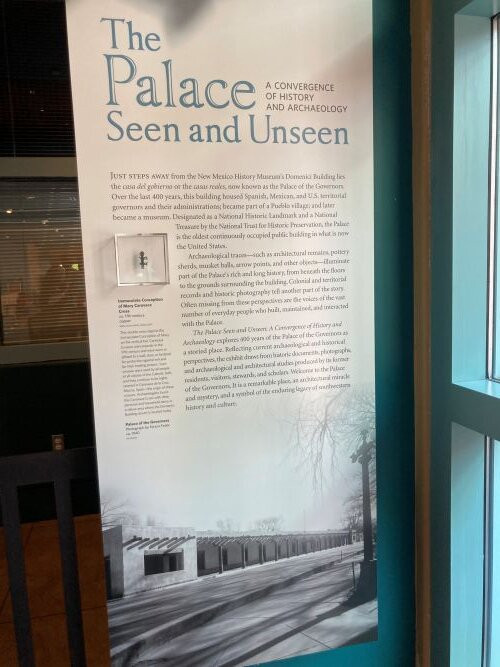 The
Palace
A CONVERGENCE
OF HISTORY
AND ARCHAEOLOGY
Seen and Unseen
JUST STEPS AWAY from the New Mexico History Museum's Domenici Building lies
the casa del gobierno or the casas reales, now known as the Palace of the Governors.
Over the last 400 years, this building housed Spanish, Mexican, and U.S. territorial
governors and their administrations; became part of a Pueblo village; and later
became a museum. Designated as a National Historic Landmark and a National
Treasure by the National Trust for Historic Preservation, the Palace
is the oldest continuously occupied public building in what is now
the United States.
Archaeological traces—such as architectural remains, pottery
sherds, musket balls, arrow points, and other objects—illuminate
part of the Palace's rich and long history, from beneath the floors
to the grounds surrounding the building. Colonial and territorial
records and historic photography tell another part of the story.
Often missing from these perspectives are the voices of the vast
number of everyday people who built, maintained, and interacted
with the Palace.
The Palace Seen and Unseen: A Convergence of History and
Archaeology explores 400 years of the Palace of the Governors as
a storied place. Reflecting current archaeological and historical
perspectives, the exhibit draws from historic documents, photographs,
and archaeological and architectural studies produced by its former
residents, visitors, stewards, and scholars. Welcome to the Palace
of the Governors. It is a remarkable place, an architectural miracle
and mystery, and a symbol of the enduring legacy of southwestern
history and culture.
Immaculate Conception
of Mary Caravaca
Cross
Palace of the Governors